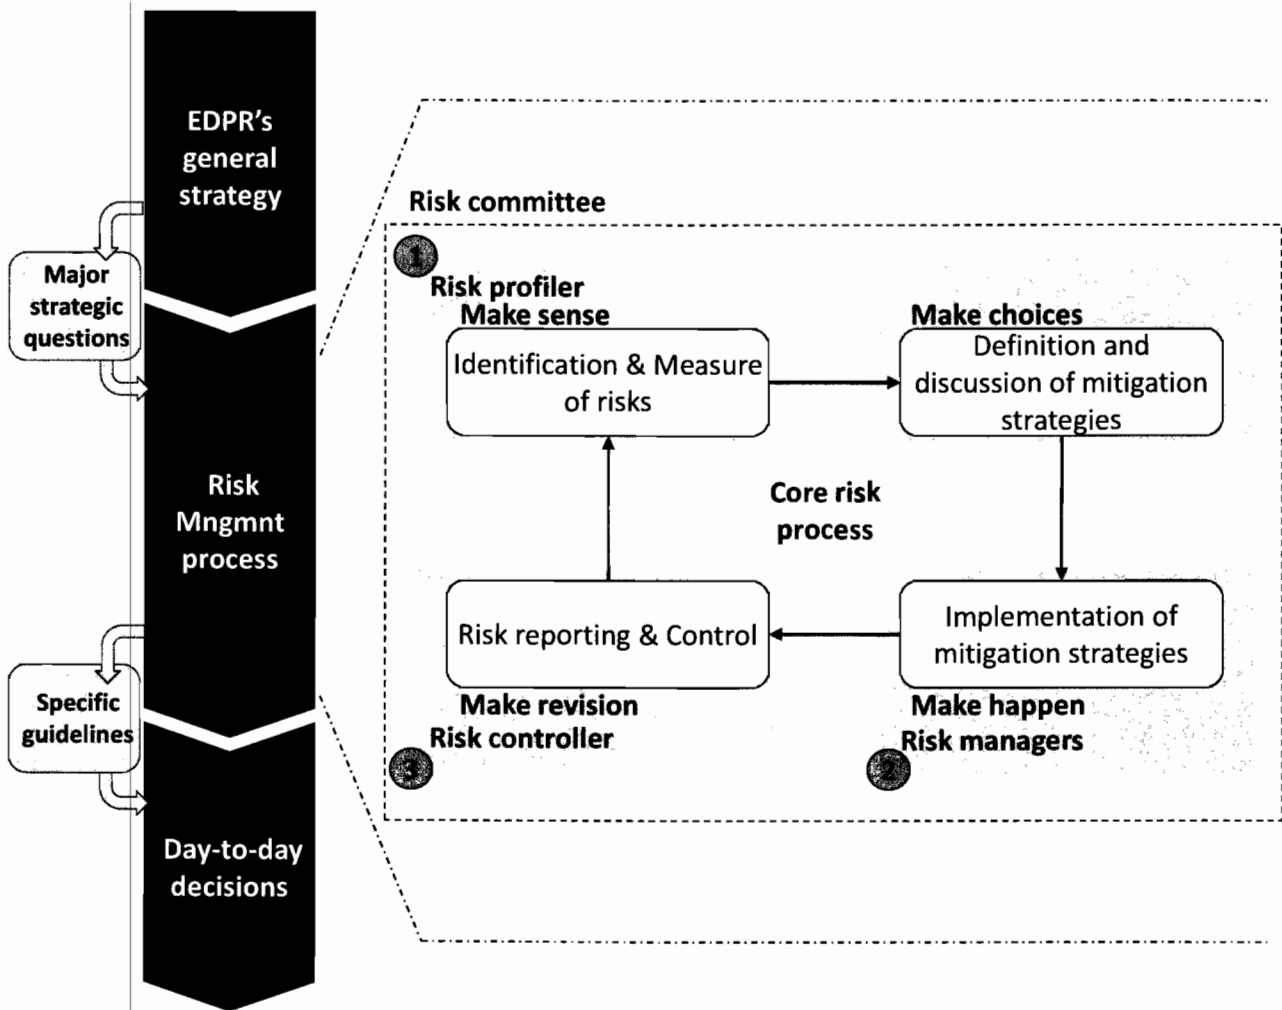 EDPR's
general
strategy
Major
strategic
questions
Risk
Mngmnt
process
Specific
guidelines
Day-to-day
decisions
Risk committee
1
Risk profiler
Make sense
Identification & Measure
of risks
Make choices
Definition and
discussion of mitigation
strategies
Core risk
process
Risk reporting & Control
Make revision
Risk controller
3
Implementation of
mitigation strategies
Make happen
Risk managers
2